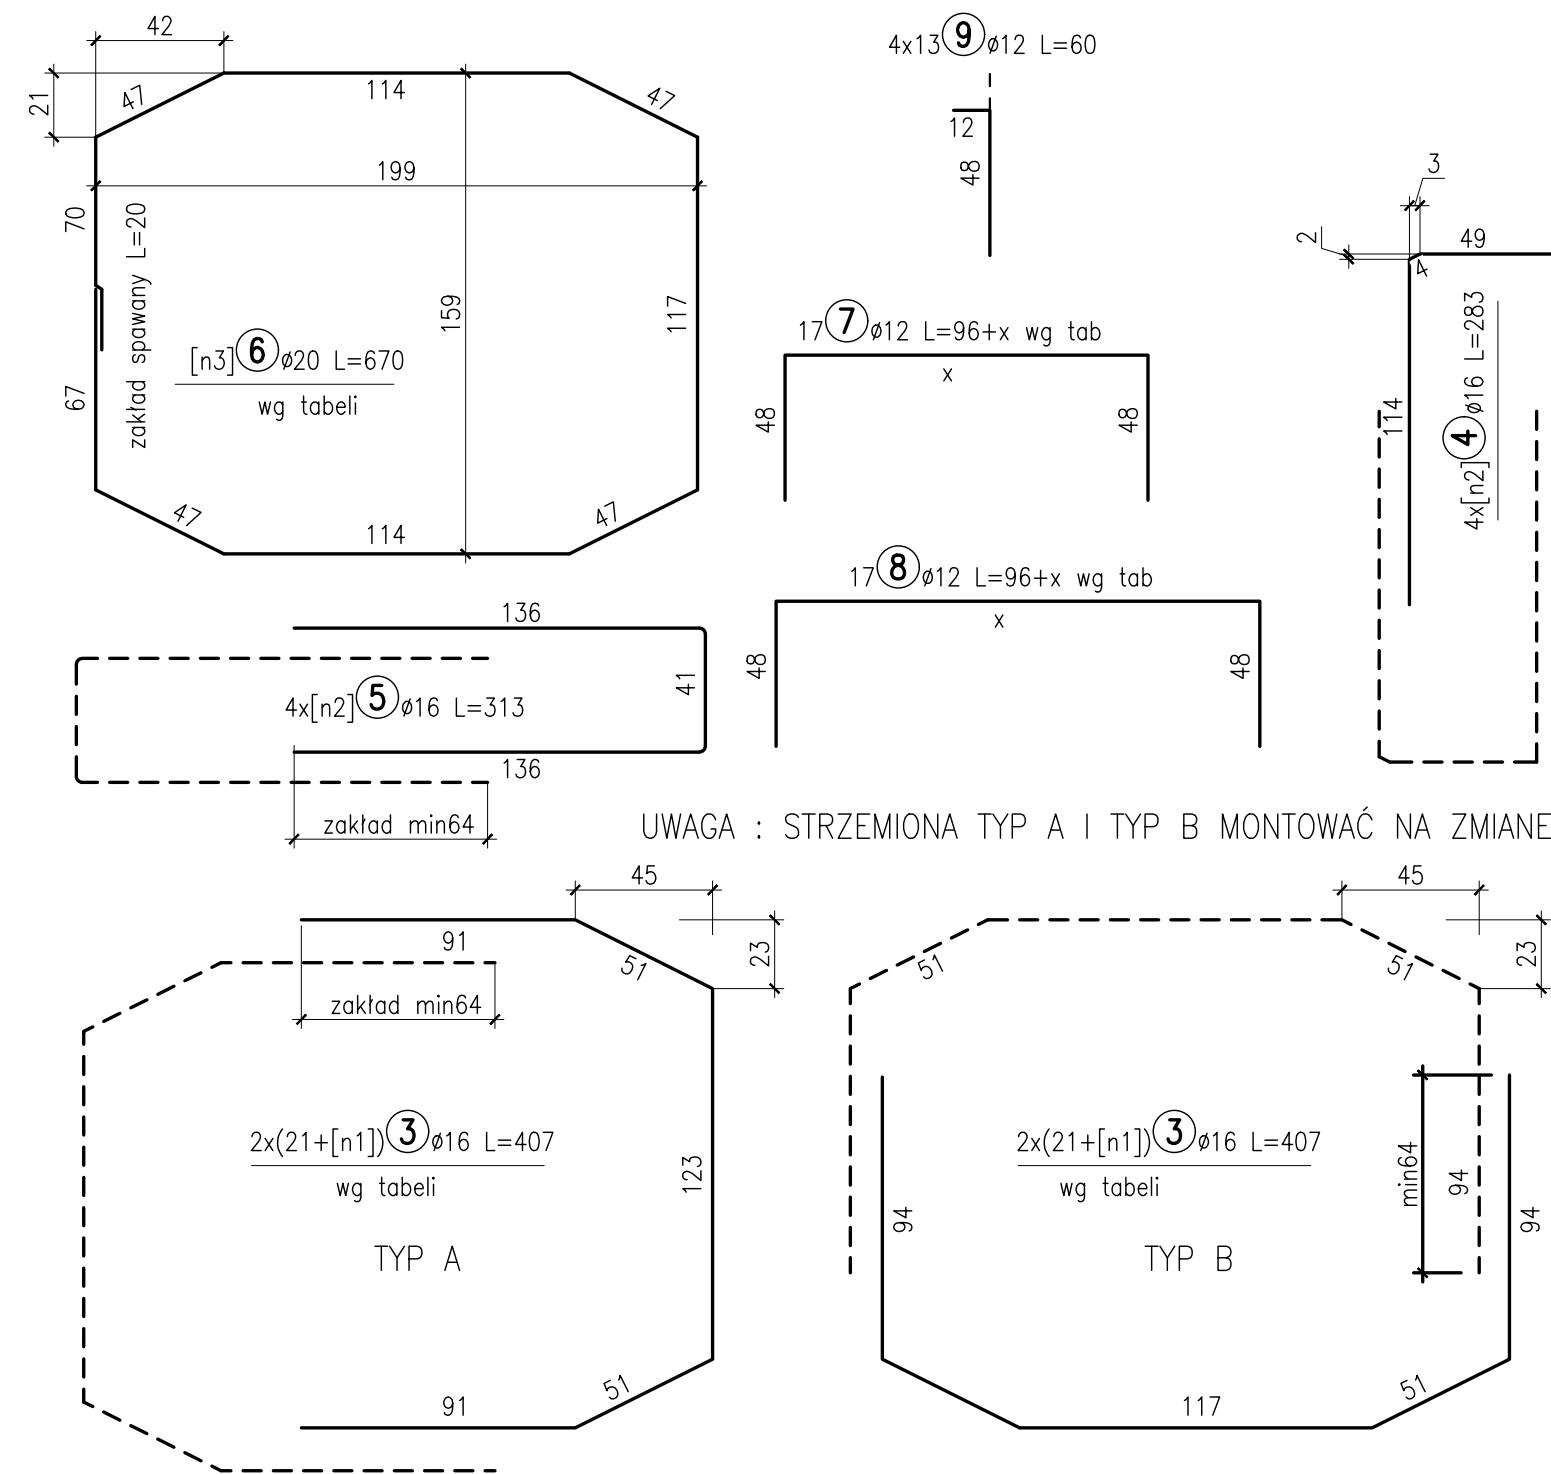 42
21
47
114
47
199
70
zakład spawany L=20
159
117
[n3] 6 ø20 L=670
wg tabeli
67
47
114
47
4x13 9 ø12 L=60
12
48
3
2
49
4
114
4x[n2] 4 ø16 L=283
17 7 ø12 L=96+x wg tab
x
48
48
17 8 ø12 L=96+x wg tab
x
48
48
136
41
4x[n2] 5 ø16 L=313
136
zakład min64
UWAGA : STRZEMIONA TYP A I TYP B MONTOWAĆ NA ZMIANE
45
91
51
23
zakład min64
2x(21+[n1]) 3 ø16 L=407
wg tabeli
123
TYP A
91
51
45
51
51
23
2x(21+[n1]) 3 ø16 L=407
wg tabeli
min64
94
94
94
TYP B
117
51